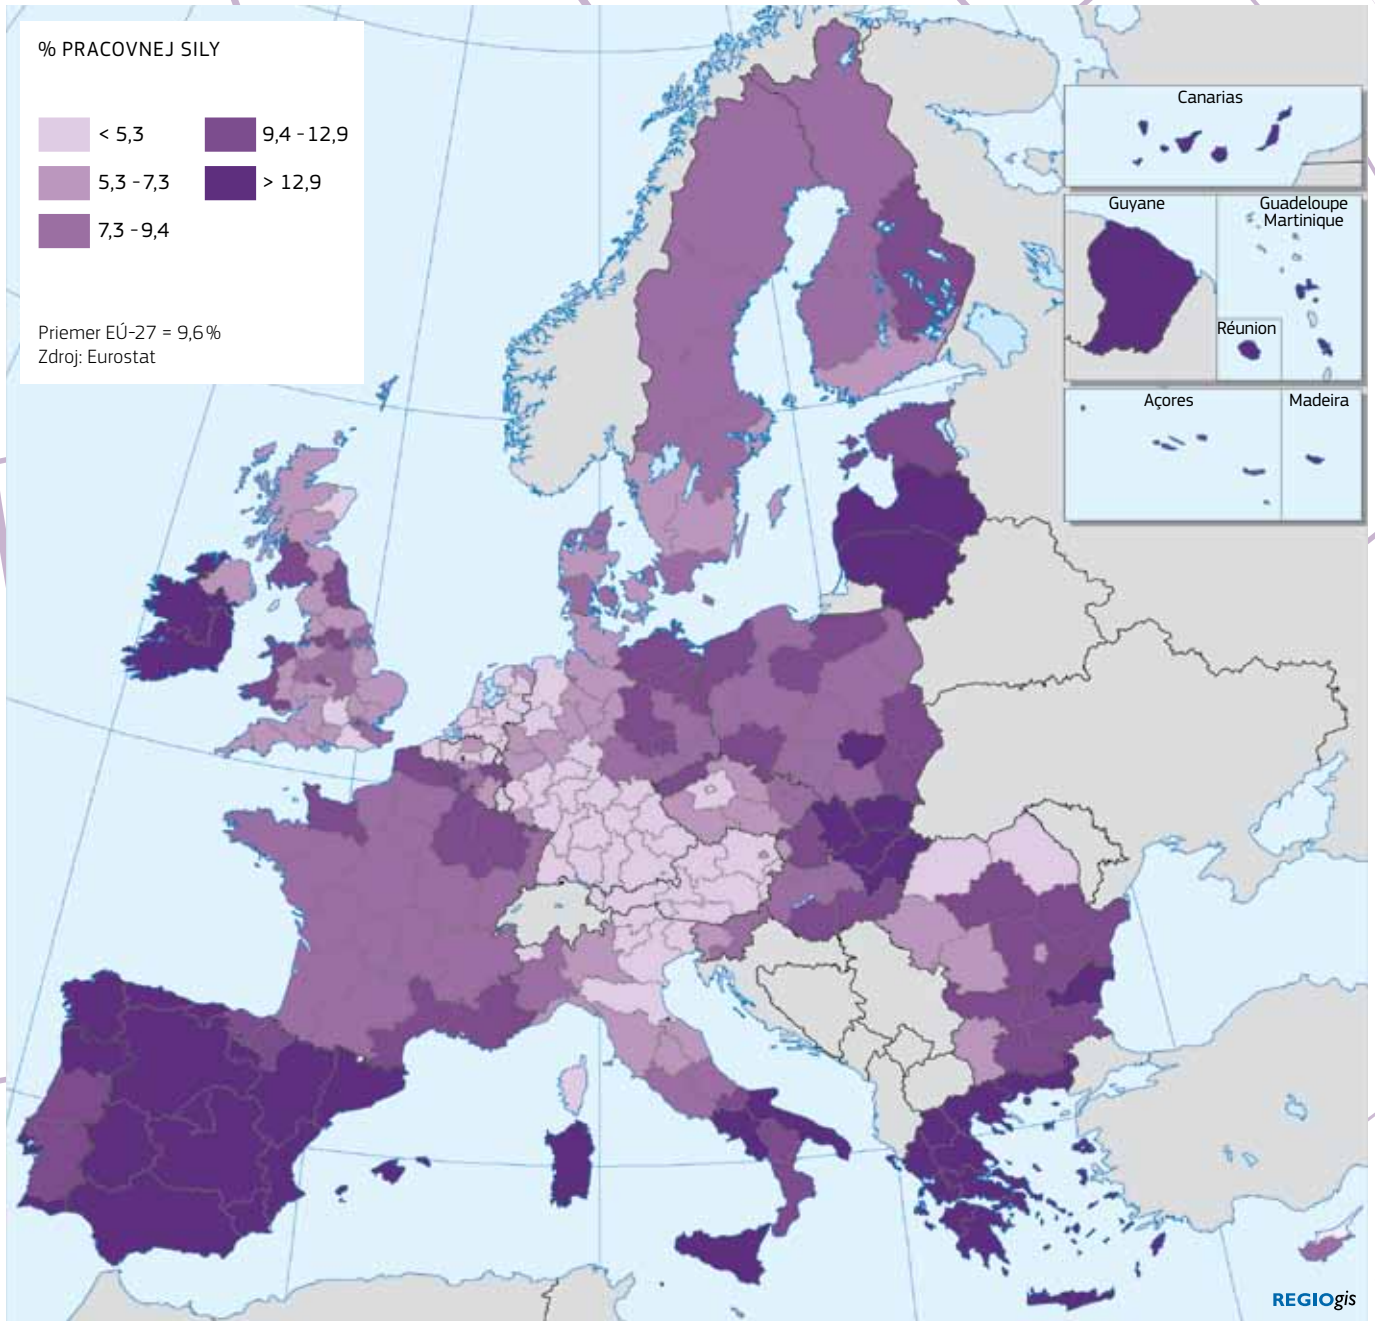 % PRACOVNEJ SILY
< 5,3
9,4 - 12,9
5,3 - 7,3
> 12,9
7,3 - 9,4
Priemer EÚ-27 = 9,6 %
Zdroj: Eurostat
Canarias
Guyane
Guadeloupe
Martinique
Réunion
Açores
Madeira
REGIOgis